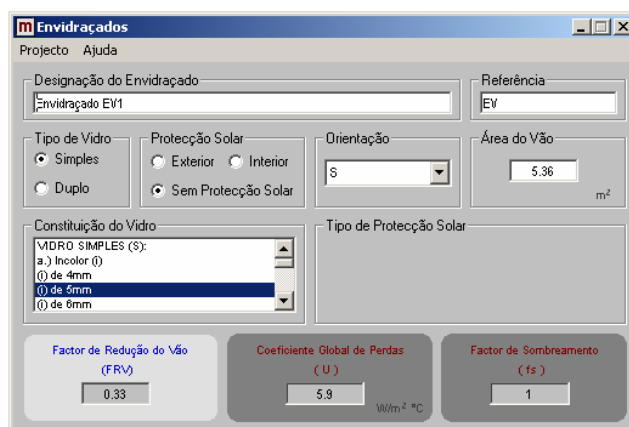 m Envidraçados
Projecto Ajuda
Designação do Envidraçado
Envidraçado EV1
Referência
EV
Tipo de Vidro
Simples
Duplo
Protecção Solar
Exterior Interior
Sem Protecção Solar
Orientação
S
Área do Vão
5.36
m²
Constituição do Vidro
VIDRO SIMPLES (S):
a.) Incolor (i)
(i) de 4mm
(i) de 5mm
(i) de 6mm
Tipo de Protecção Solar
Factor de Redução do Vão
(FRV)
0.33
Coeficiente Global de Perdas
( U )
5.9
W/m² °C
Factor de Sombreamento
( fs )
1